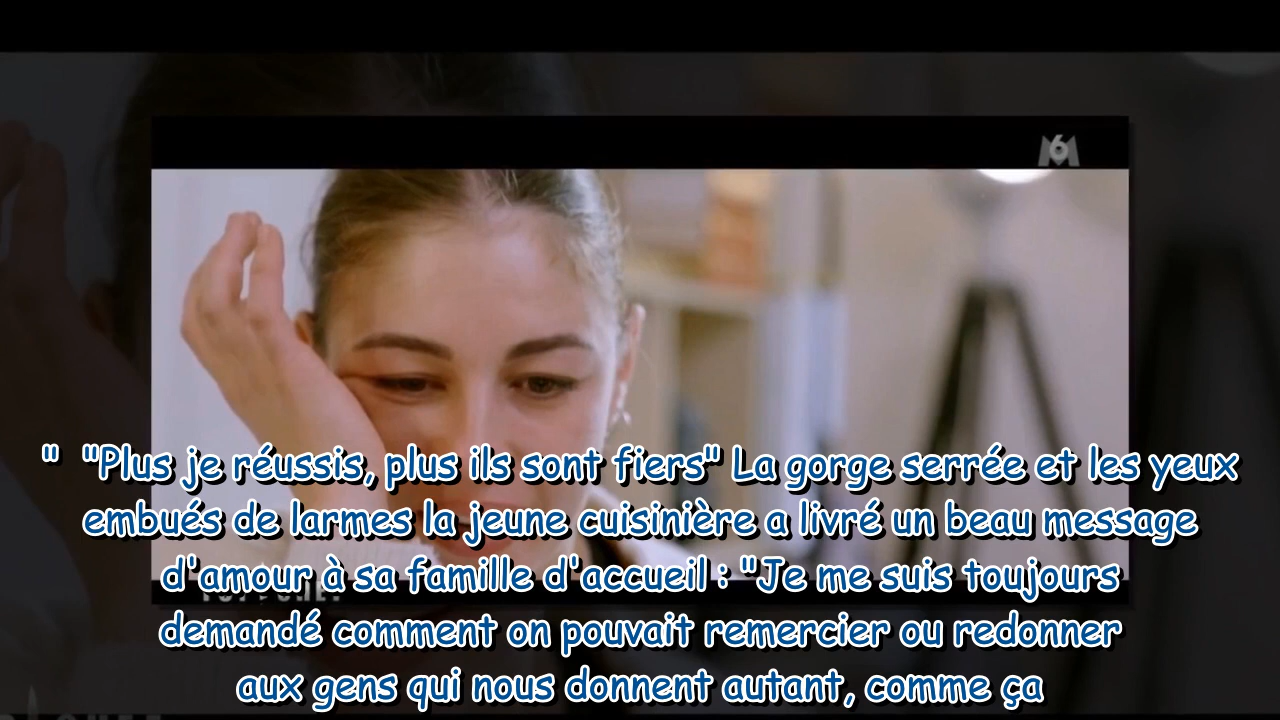 M6
" "Plus je réussis, plus ils sont fiers" La gorge serrée et les yeux
embués de larmes la jeune cuisinière a livré un beau message
d'amour à sa famille d'accueil : "Je me suis toujours
demandé comment on pouvait remercier ou redonner
aux gens qui nous donnent autant, comme ça